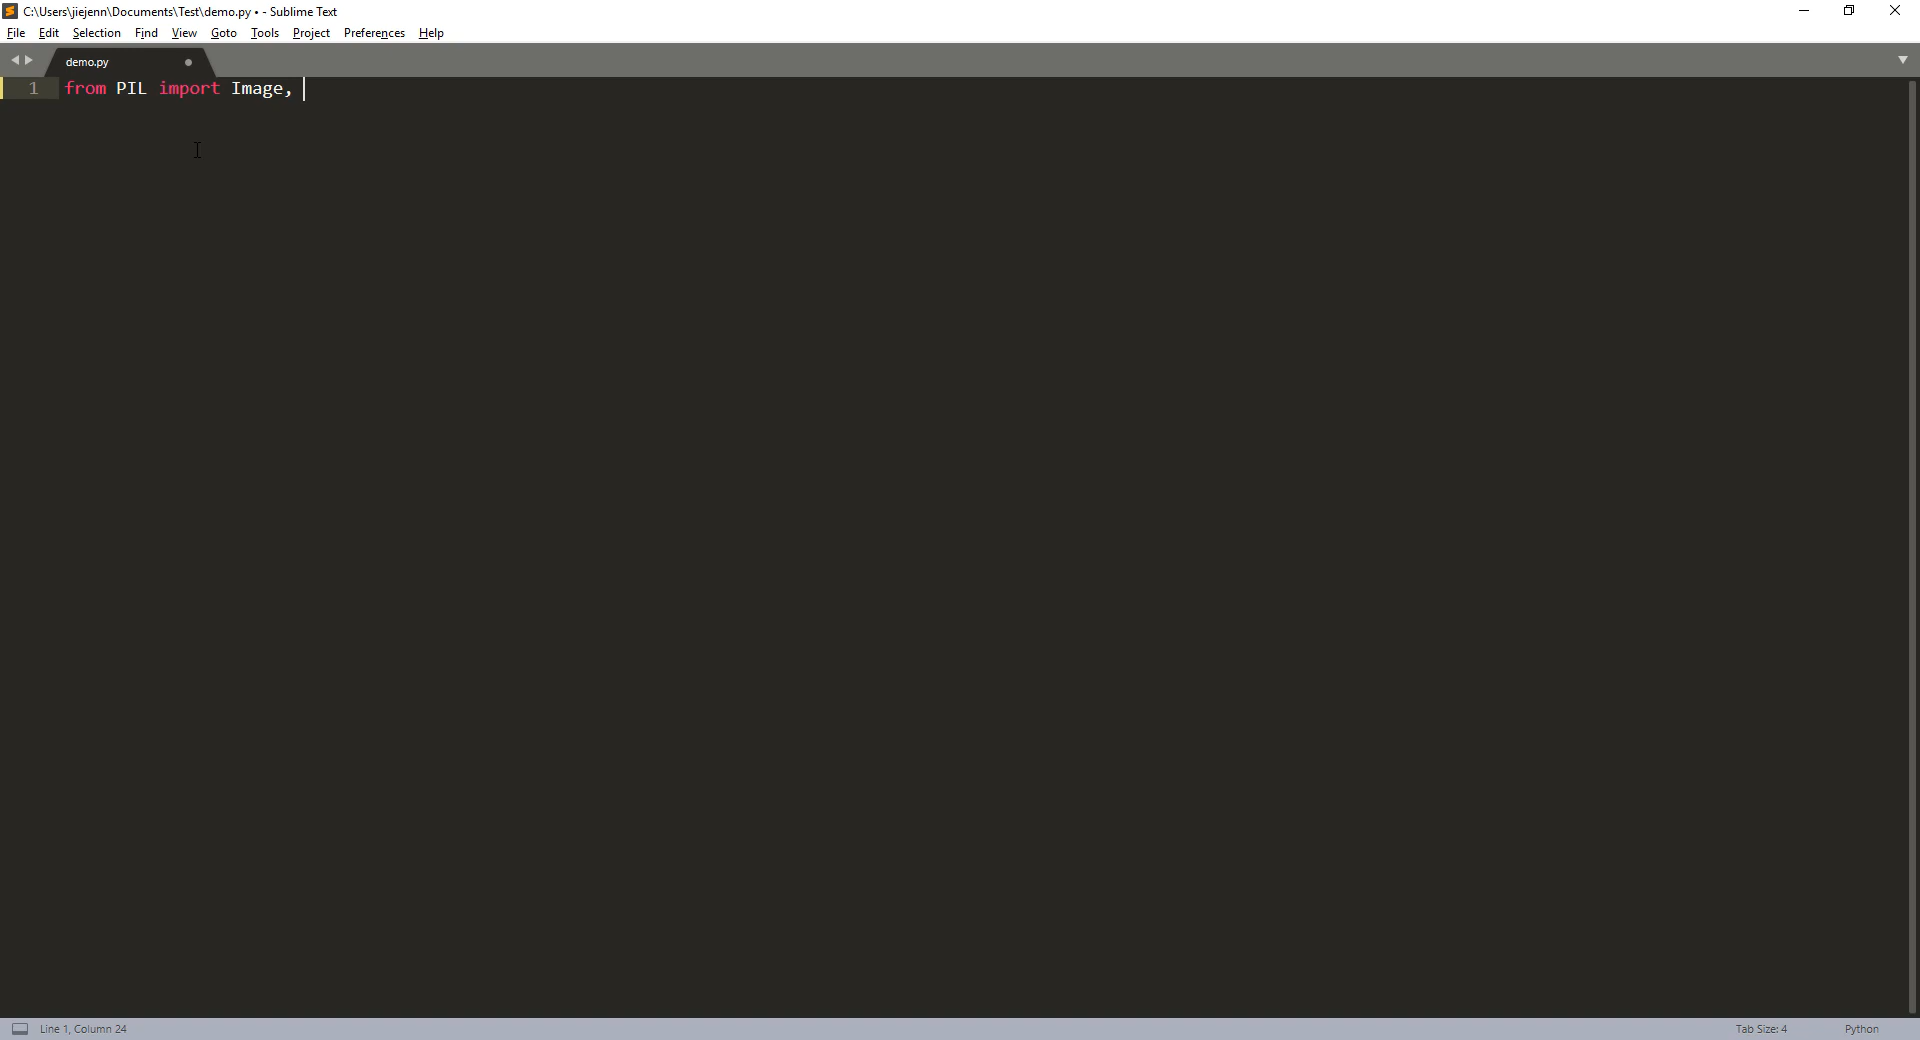 C:\Users\jiejenn\Documents\Test\demo.py • - Sublime Text
File Edit Selection Find View Goto Tools Project Preferences Help
demo.py
1 from PIL import Image,
Line 1, Column 24 Tab Size: 4 Python